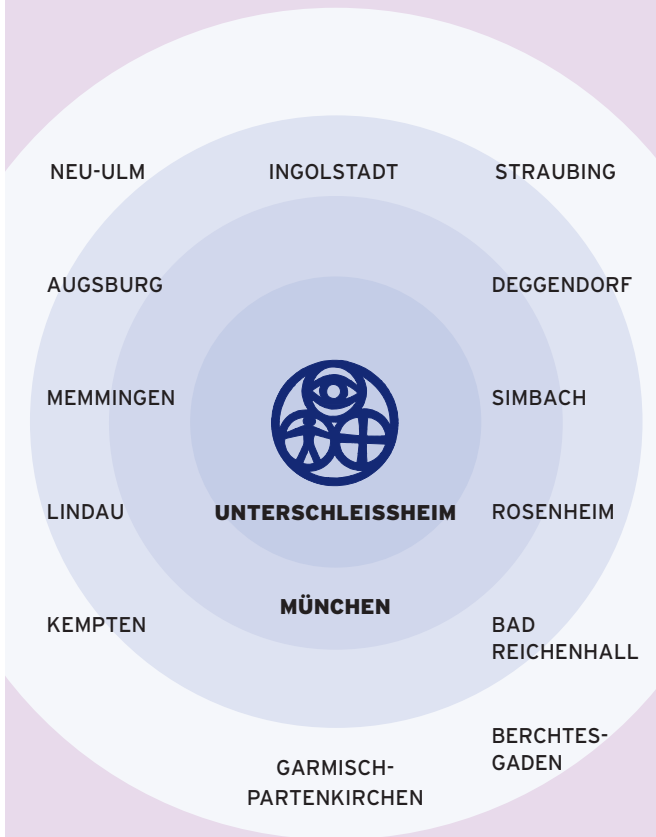 NEU-ULM INGOLSTADT STRAUBING
AUGSBURG DEGGENDORF
MEMMINGEN SIMBACH
LINDAU UNTERSCHLEISSHEIM ROSENHEIM
MÜNCHEN
KEMPTEN BAD
REICHENHALL
BERCHTES-
GADEN
GARMISCH-
PARTENKIRCHEN